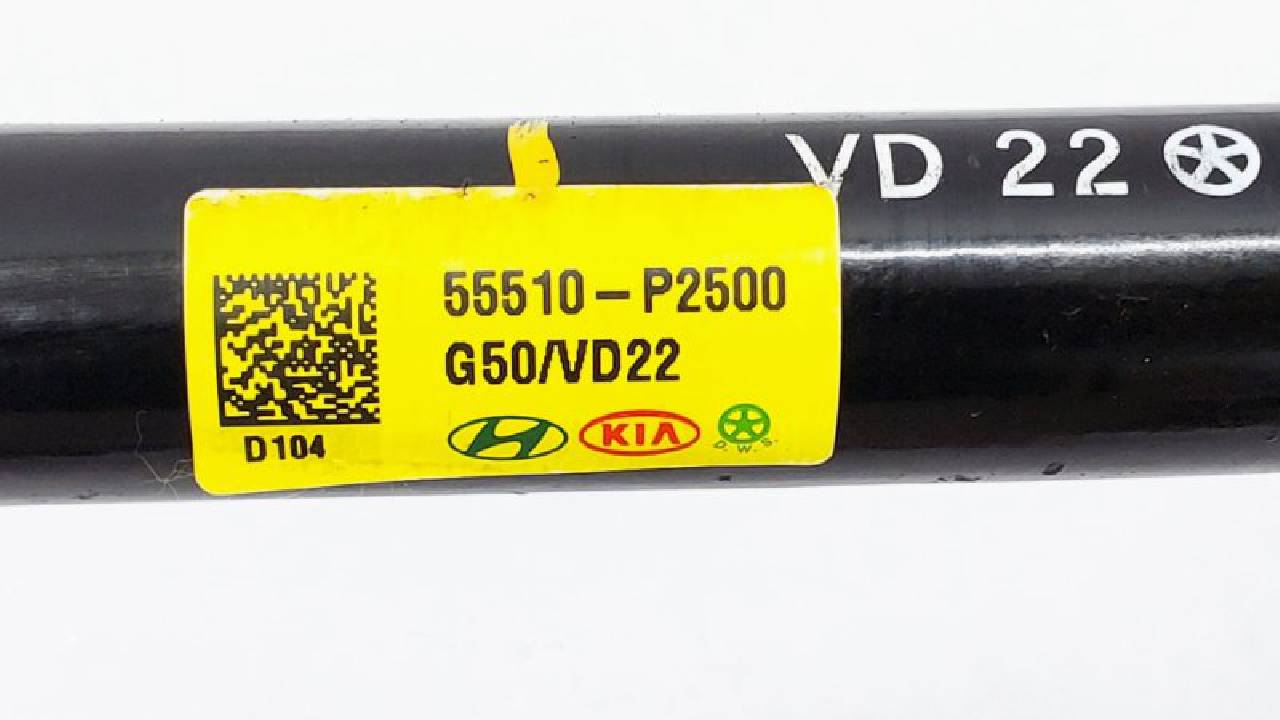 VD 22
55510-P2500
G50/VD22
D104
KIA
D. W. S.